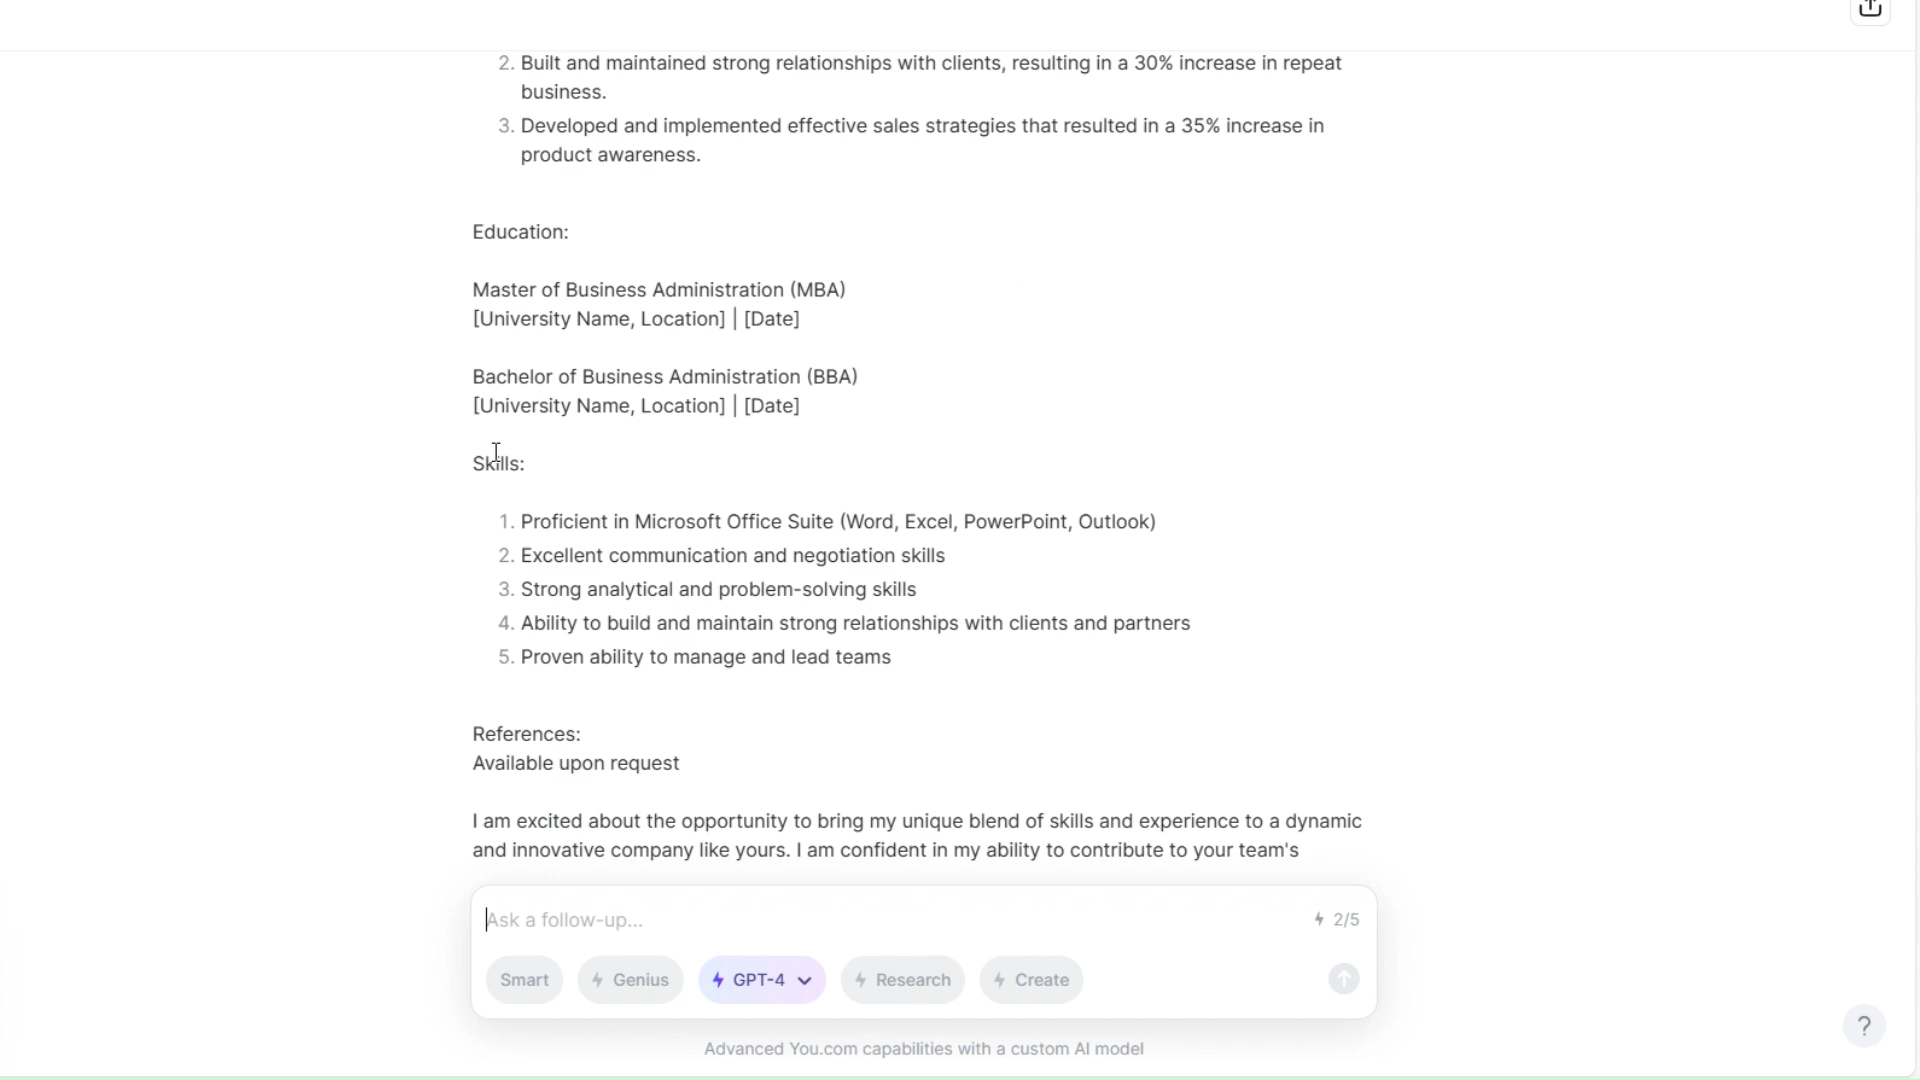 2. Built and maintained strong relationships with clients, resulting in a 30% increase in repeat
business.
3. Developed and implemented effective sales strategies that resulted in a 35% increase in
product awareness.
Education:
Master of Business Administration (MBA)
[University Name, Location] | [Date]
Bachelor of Business Administration (BBA)
[University Name, Location] | [Date]
Skills:
1. Proficient in Microsoft Office Suite (Word, Excel, PowerPoint, Outlook)
2. Excellent communication and negotiation skills
3. Strong analytical and problem-solving skills
4. Ability to build and maintain strong relationships with clients and partners
5. Proven ability to manage and lead teams
References:
Available upon request
I am excited about the opportunity to bring my unique blend of skills and experience to a dynamic
and innovative company like yours. I am confident in my ability to contribute to your team's
Ask a follow-up... 2/5
Smart Genius GPT-4 Research Create
?
Advanced You.com capabilities with a custom AI model